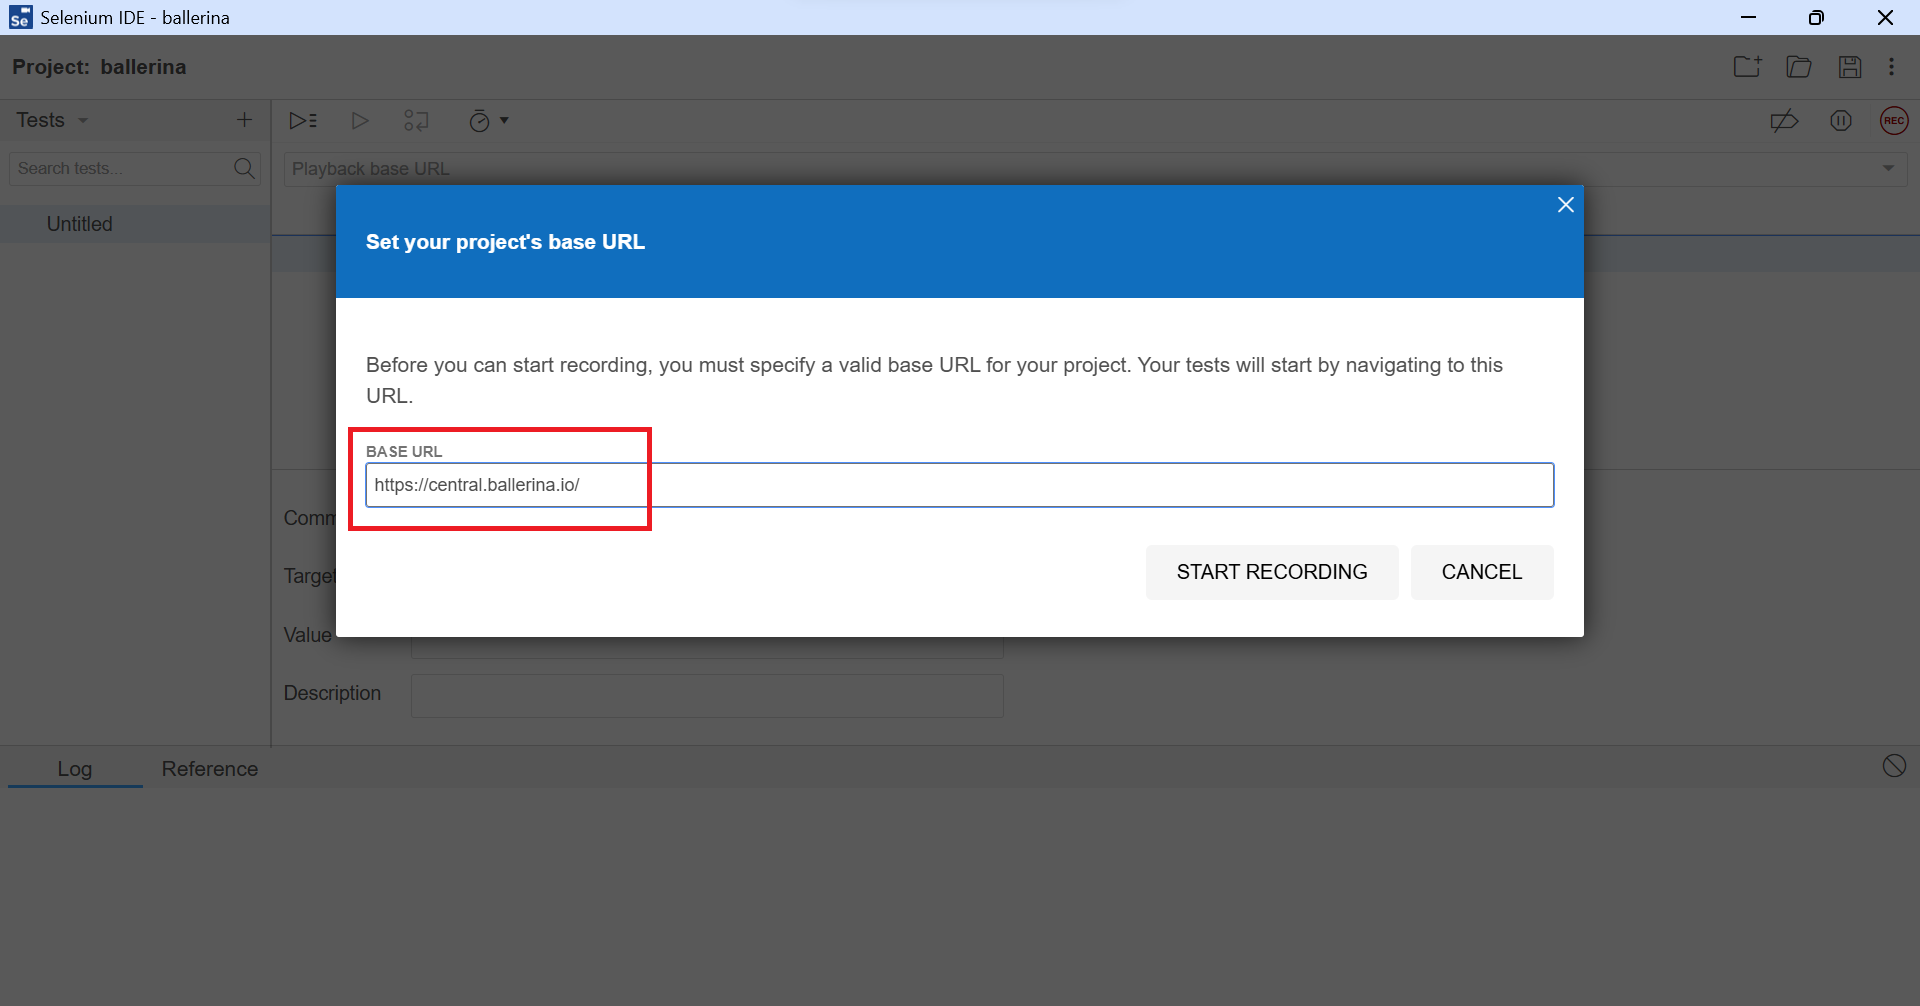 Se Selenium IDE - ballerina
Project: ballerina
Tests
REC
Search tests...
Playback base URL
Untitled
Set your project's base URL
Before you can start recording, you must specify a valid base URL for your project. Your tests will start by navigating to this
URL.
BASE URL
https://central.ballerina.io/
Comm
START RECORDING
CANCEL
Target
Value
Description
Log
Reference